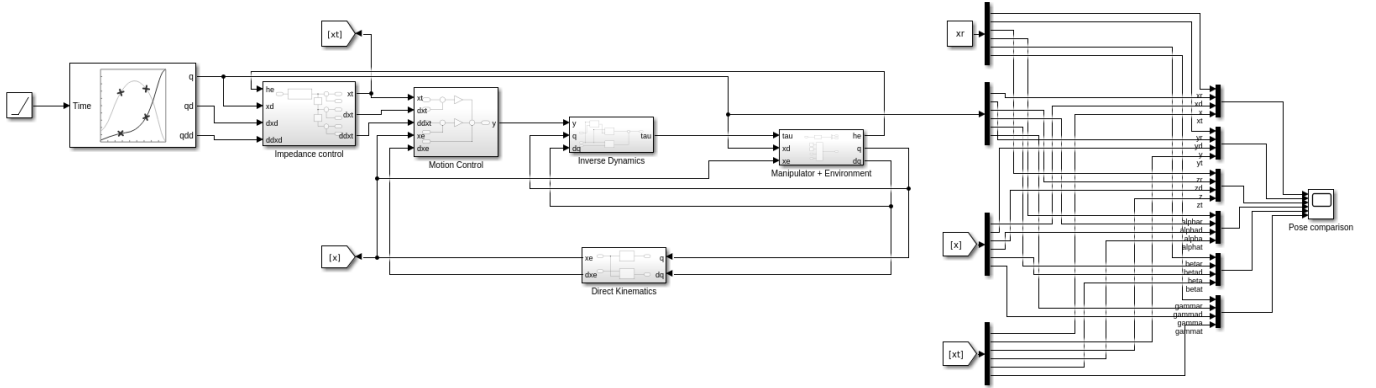 Time
q
qd
qdd
he
xd
dxd
ddxd
xt
dxt
ddxt
Impedance control
[xt]
xt
dxt
ddxt
xe
dxe
y
Motion Control
y
q
dq
tau
Inverse Dynamics
tau
xd
xe
he
q
dq
Manipulator + Environment
[x]
xe
dxe
q
dq
Direct Kinematics
xr
[x]
[xt]
xr
xd
x
xt
yr
yd
y
yt
zr
zd
z
zt
alphar
alphad
alpha
alphat
betar
betad
beta
betat
gammar
gammad
gamma
gammat
Pose comparison